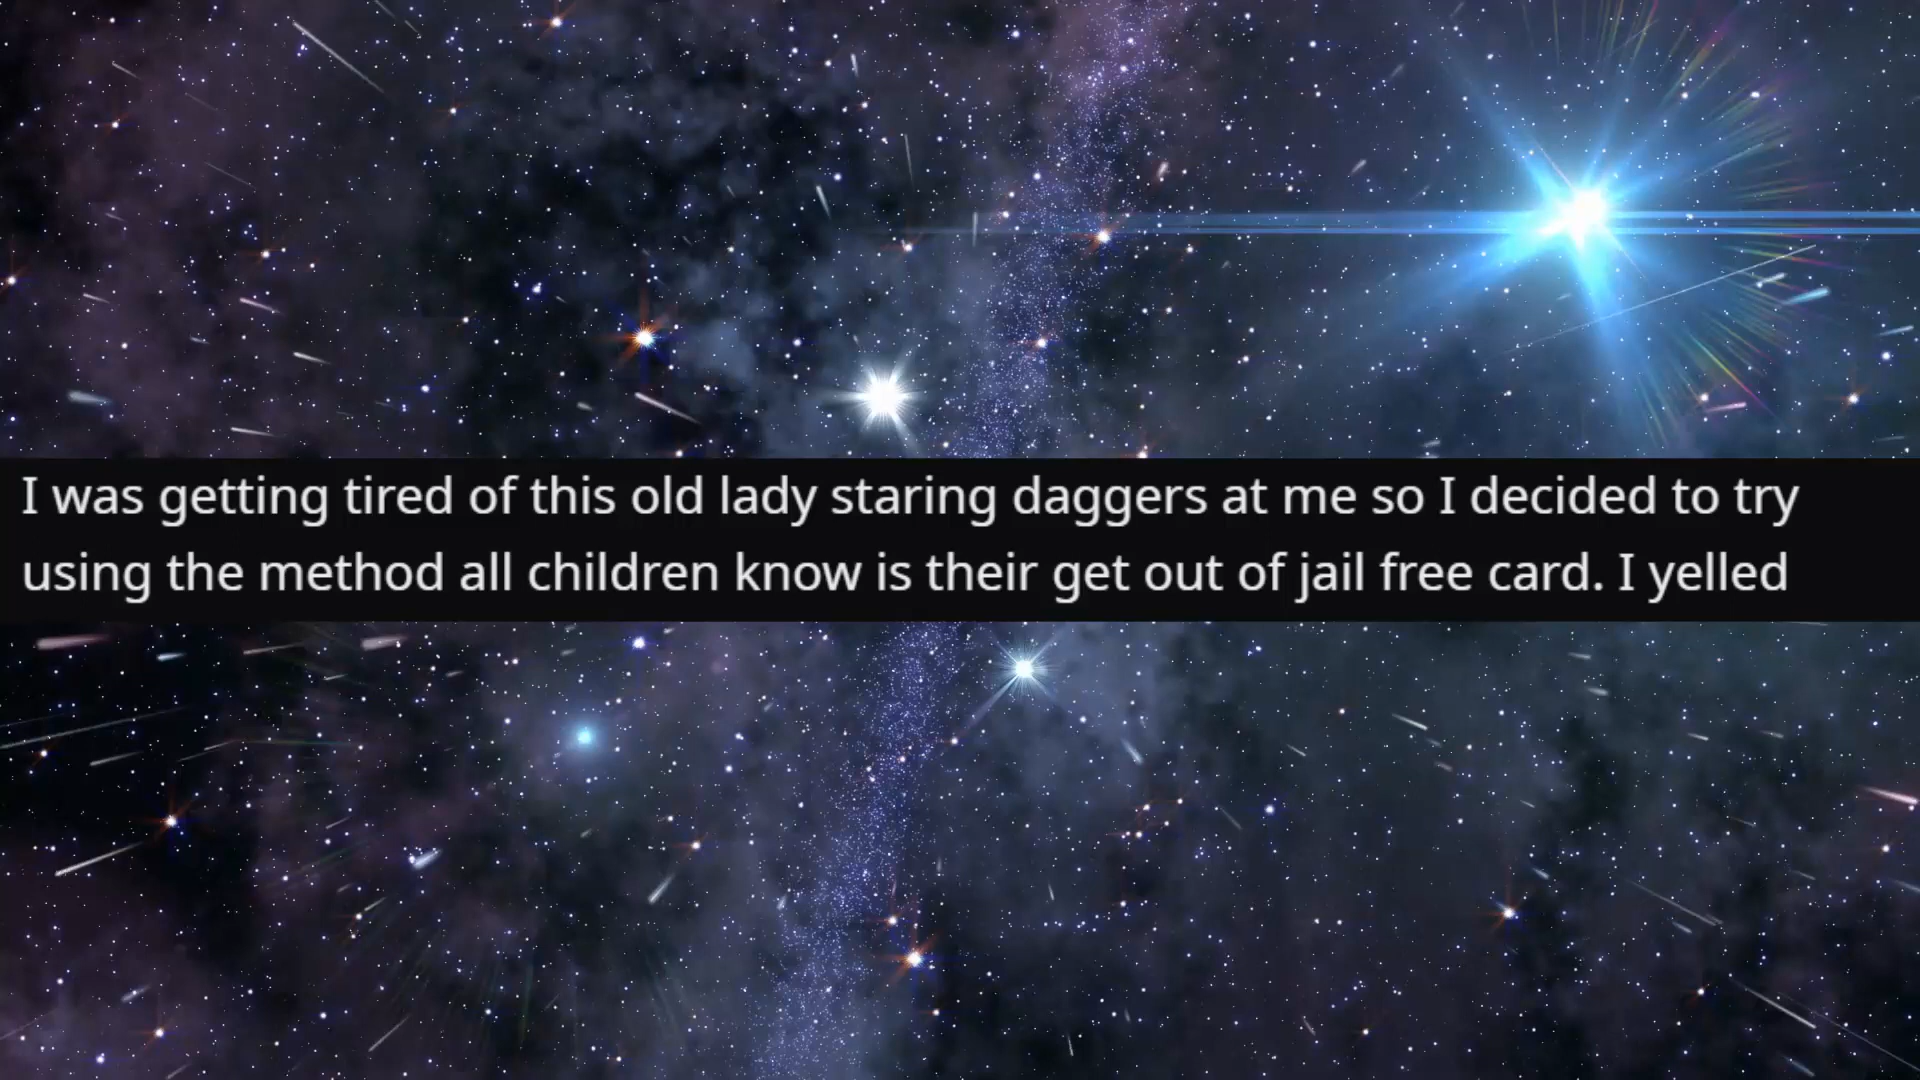 I was getting tired of this old lady staring daggers at me so I decided to try
using the method all children know is their get out of jail free card. I yelled